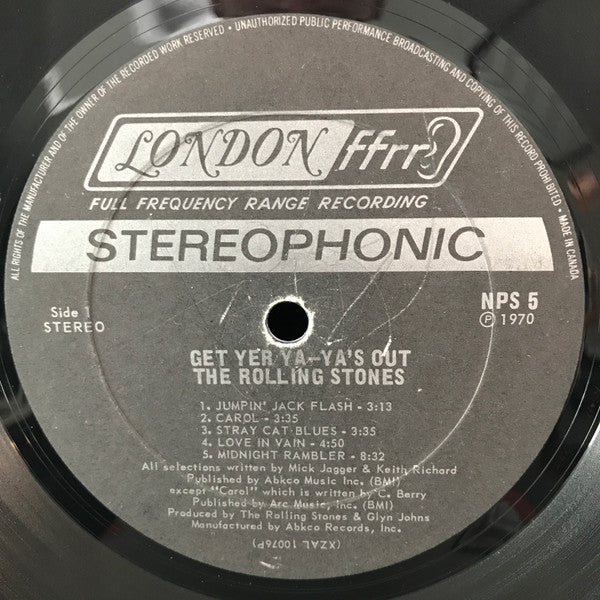 ALL RIGHTS OF THE MANUFACTURER AND OF THE OWNER OF THE RECORDED WORK RESERVED • UNAUTHORIZED PUBLIC PERFORMANCE BROADCASTING AND COPYING OF THIS RECORD PROHIBITED • MADE IN CANADA
LONDON ffrr
FULL FREQUENCY RANGE RECORDING
STEREOPHONIC
Side 1
STEREO
NPS 5
Ⓟ 1970
GET YER YA-YA'S OUT
THE ROLLING STONES
1. JUMPIN' JACK FLASH - 3:13
2. CAROL - 3:35
3. STRAY CAT BLUES - 3:35
4. LOVE IN VAIN - 4:50
5. MIDNIGHT RAMBLER - 8:32
All selections written by Mick Jagger & Keith Richard
Published by Abkco Music Inc. (BMI)
except "Carol" which is written by C. Berry
Published by Arc Music, Inc. (BMI)
Produced by The Rolling Stones & Glyn Johns
Manufactured by Abkco Records, Inc.
(XZAL 10076P)